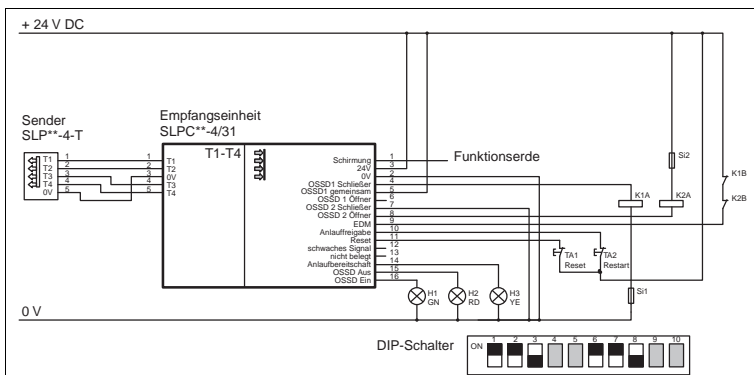 + 24 V DC
Sender
SLP**-4-T
T1 1
T2 2
T3 3
T4 4
0V 5
Empfangseinheit
SLPC**-4/31
T1-T4
1 T1
2 T2
3 0V
4 T3
5 T4
Schirmung 1
24V 3
0V 2
OSSD1 Schließer 4
OSSD1 gemeinsam 5
OSSD 1 Öffner 6
OSSD 2 Schließer 7
OSSD 2 Öffner 8
EDM 9
Anlauffreigabe 10
Reset 11
schwaches Signal 12
nicht belegt 13
Anlaufbereitschaft 14
OSSD Aus 15
OSSD Ein 16
Funktionserde
Si2
K1B
K1A
K2A
K2B
TA1
Reset
TA2
Restart
H1
GN
H2
RD
H3
YE
Si1
0 V
DIP-Schalter
ON 1 2 3 4 5 6 7 8 9 10